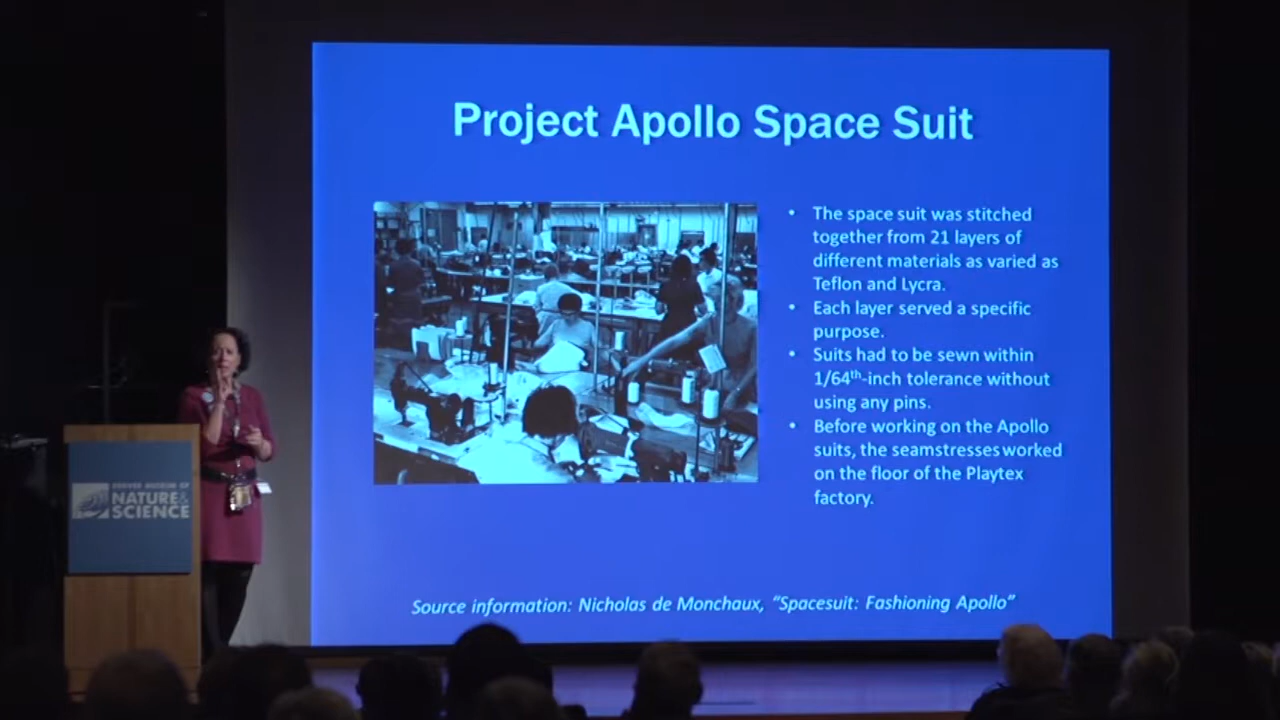 Project Apollo Space Suit
• The space suit was stitched
together from 21 layers of
different materials as varied as
Teflon and Lycra.
• Each layer served a specific
purpose.
• Suits had to be sewn within
1/64th-inch tolerance without
using any pins.
• Before working on the Apollo
suits, the seamstresses worked
on the floor of the Playtex
factory.
Source information: Nicholas de Monchaux, “Spacesuit: Fashioning Apollo”
DENVER MUSEUM OF
NATURE &
SCIENCE